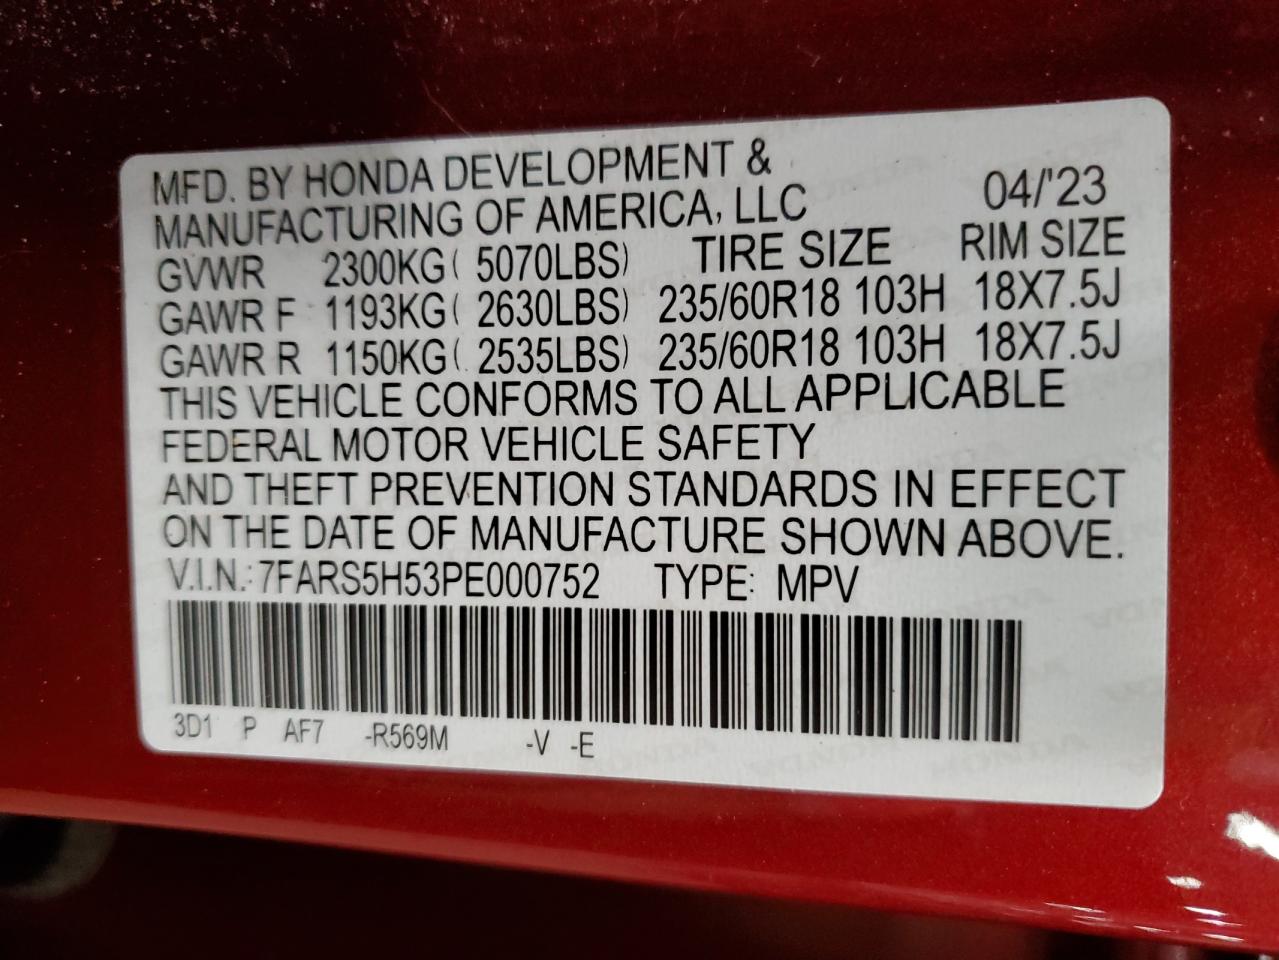 MFD. BY HONDA DEVELOPMENT &
MANUFACTURING OF AMERICA, LLC 04/'23
GVWR 2300KG( 5070LBS) TIRE SIZE RIM SIZE
GAWR F 1193KG( 2630LBS) 235/60R18 103H 18X7.5J
GAWR R 1150KG( 2535LBS) 235/60R18 103H 18X7.5J
THIS VEHICLE CONFORMS TO ALL APPLICABLE
FEDERAL MOTOR VEHICLE SAFETY
AND THEFT PREVENTION STANDARDS IN EFFECT
ON THE DATE OF MANUFACTURE SHOWN ABOVE.
V.I.N.: 7FARS5H53PE000752 TYPE: MPV
3D1 P AF7 -R569M -V -E